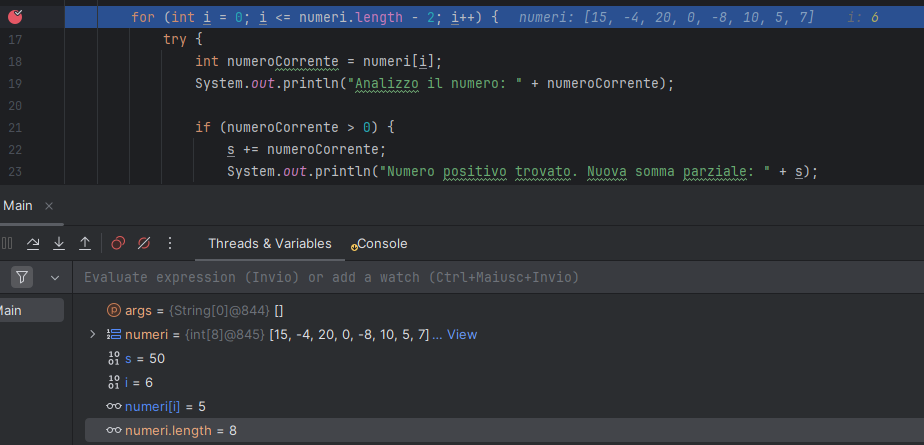 for (int i = 0; i <= numeri.length - 2; i++) {   numeri: [15, -4, 20, 0, -8, 10, 5, 7]   i: 6
17 try {
18 int numeroCorrente = numeri[i];
19 System.out.println("Analizzo il numero: " + numeroCorrente);
20
21 if (numeroCorrente > 0) {
22 s += numeroCorrente;
23 System.out.println("Numero positivo trovato. Nuova somma parziale: " + s);
Main ×
Threads & Variables Console
Evaluate expression (Invio) or add a watch (Ctrl+Maiusc+Invio)
p args = {String[0]@844} []
Main
numeri = {int[8]@845} [15, -4, 20, 0, -8, 10, 5, 7]... View
s = 50
i = 6
numeri[i] = 5
numeri.length = 8